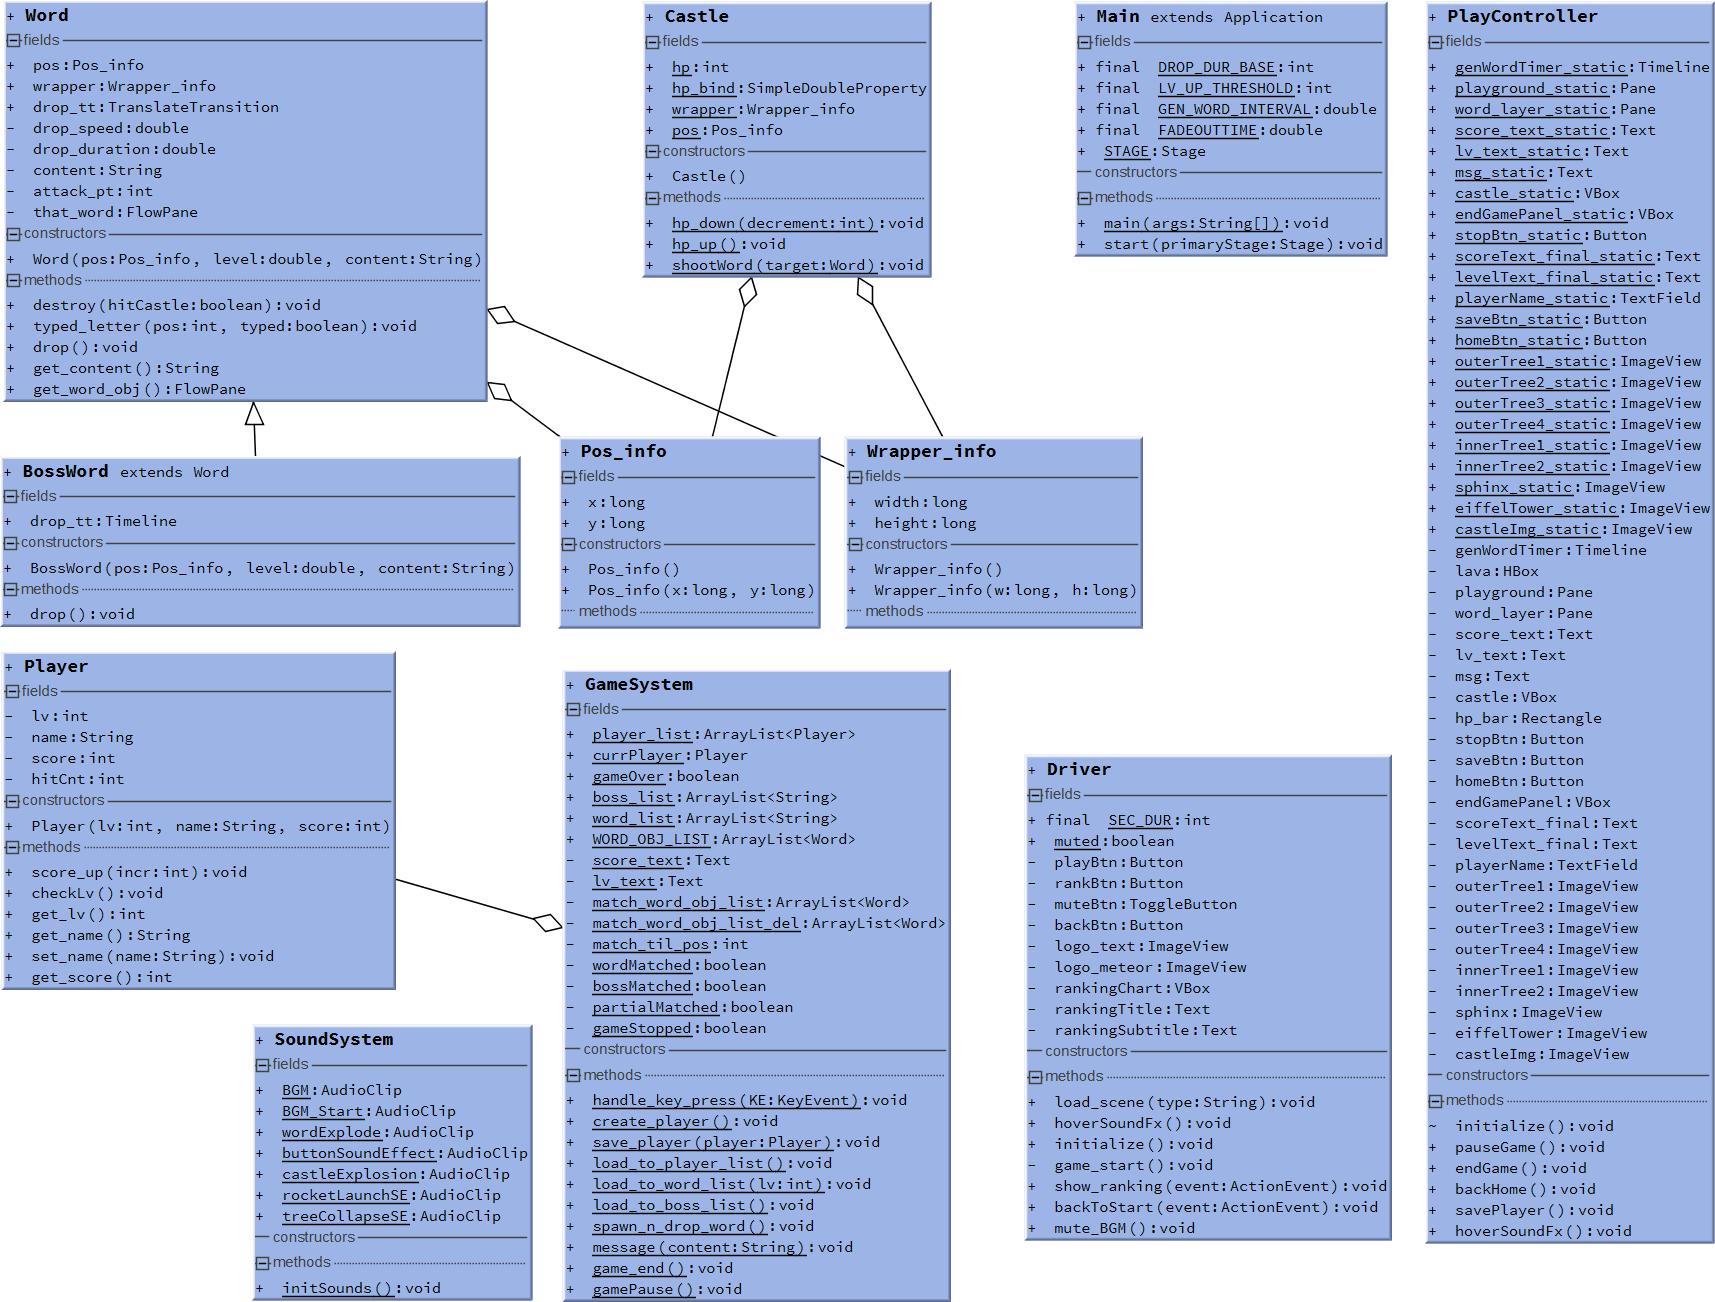 + Word
fields
+ pos:Pos_info
+ wrapper:Wrapper_info
+ drop_tt:TranslateTransition
- drop_speed:double
- drop_duration:double
- content:String
- attack_pt:int
- that_word:FlowPane
constructors
+ Word(pos:Pos_info, level:double, content:String)
methods
+ destroy(hitCastle:boolean):void
+ typed_letter(pos:int, typed:boolean):void
+ drop():void
+ get_content():String
+ get_word_obj():FlowPane
+ Castle
fields
+ hp:int
+ hp_bind:SimpleDoubleProperty
+ wrapper:Wrapper_info
+ pos:Pos_info
constructors
+ Castle()
methods
+ hp_down(decrement:int):void
+ hp_up():void
+ shootWord(target:Word):void
+ Main extends Application
fields
+ final DROP_DUR_BASE:int
+ final LV_UP_THRESHOLD:int
+ final GEN_WORD_INTERVAL:double
+ final FADEOUTTIME:double
+ STAGE:Stage
constructors
methods
+ main(args:String[]):void
+ start(primaryStage:Stage):void
+ PlayController
fields
+ genWordTimer_static:Timeline
+ playground_static:Pane
+ word_layer_static:Pane
+ score_text_static:Text
+ lv_text_static:Text
+ msg_static:Text
+ castle_static:VBox
+ endGamePanel_static:VBox
+ stopBtn_static:Button
+ scoreText_final_static:Text
+ levelText_final_static:Text
+ playerName_static:TextField
+ saveBtn_static:Button
+ homeBtn_static:Button
+ outerTree1_static:ImageView
+ outerTree2_static:ImageView
+ outerTree3_static:ImageView
+ outerTree4_static:ImageView
+ innerTree1_static:ImageView
+ innerTree2_static:ImageView
+ sphinx_static:ImageView
+ eiffelTower_static:ImageView
+ castleImg_static:ImageView
- genWordTimer:Timeline
- lava:HBox
- playground:Pane
- word_layer:Pane
- score_text:Text
- lv_text:Text
- msg:Text
- castle:VBox
- hp_bar:Rectangle
- stopBtn:Button
- saveBtn:Button
- homeBtn:Button
- endGamePanel:VBox
- scoreText_final:Text
- levelText_final:Text
- playerName:TextField
- outerTree1:ImageView
- outerTree2:ImageView
- outerTree3:ImageView
- outerTree4:ImageView
- innerTree1:ImageView
- innerTree2:ImageView
- sphinx:ImageView
- eiffelTower:ImageView
- castleImg:ImageView
constructors
methods
~ initialize():void
+ pauseGame():void
+ endGame():void
+ backHome():void
+ savePlayer():void
+ hoverSoundFx():void
+ BossWord extends Word
fields
+ drop_tt:Timeline
constructors
+ BossWord(pos:Pos_info, level:double, content:String)
methods
+ drop():void
+ Pos_info
fields
+ x:long
+ y:long
constructors
+ Pos_info()
+ Pos_info(x:long, y:long)
methods
+ Wrapper_info
fields
+ width:long
+ height:long
constructors
+ Wrapper_info()
+ Wrapper_info(w:long, h:long)
methods
+ Player
fields
- lv:int
- name:String
- score:int
- hitCnt:int
constructors
+ Player(lv:int, name:String, score:int)
methods
+ score_up(incr:int):void
+ checkLv():void
+ get_lv():int
+ get_name():String
+ set_name(name:String):void
+ get_score():int
+ GameSystem
fields
+ player_list:ArrayList<Player>
+ currPlayer:Player
+ gameOver:boolean
+ boss_list:ArrayList<String>
+ word_list:ArrayList<String>
+ WORD_OBJ_LIST:ArrayList<Word>
- score_text:Text
- lv_text:Text
- match_word_obj_list:ArrayList<Word>
- match_word_obj_list_del:ArrayList<Word>
- match_til_pos:int
- wordMatched:boolean
- bossMatched:boolean
- partialMatched:boolean
- gameStopped:boolean
constructors
methods
+ handle_key_press(KE:KeyEvent):void
+ create_player():void
+ save_player(player:Player):void
+ load_to_player_list():void
+ load_to_word_list(lv:int):void
+ load_to_boss_list():void
+ spawn_n_drop_word():void
+ message(content:String):void
+ game_end():void
+ gamePause():void
+ Driver
fields
+ final SEC_DUR:int
+ muted:boolean
- playBtn:Button
- rankBtn:Button
- muteBtn:ToggleButton
- backBtn:Button
- logo_text:ImageView
- logo_meteor:ImageView
- rankingChart:VBox
- rankingTitle:Text
- rankingSubtitle:Text
constructors
methods
+ load_scene(type:String):void
+ hoverSoundFx():void
+ initialize():void
- game_start():void
+ show_ranking(event:ActionEvent):void
+ backToStart(event:ActionEvent):void
+ mute_BGM():void
+ SoundSystem
fields
+ BGM:AudioClip
+ BGM_Start:AudioClip
+ wordExplode:AudioClip
+ buttonSoundEffect:AudioClip
+ castleExplosion:AudioClip
+ rocketLaunchSE:AudioClip
+ treeCollapseSE:AudioClip
constructors
methods
+ initSounds():void